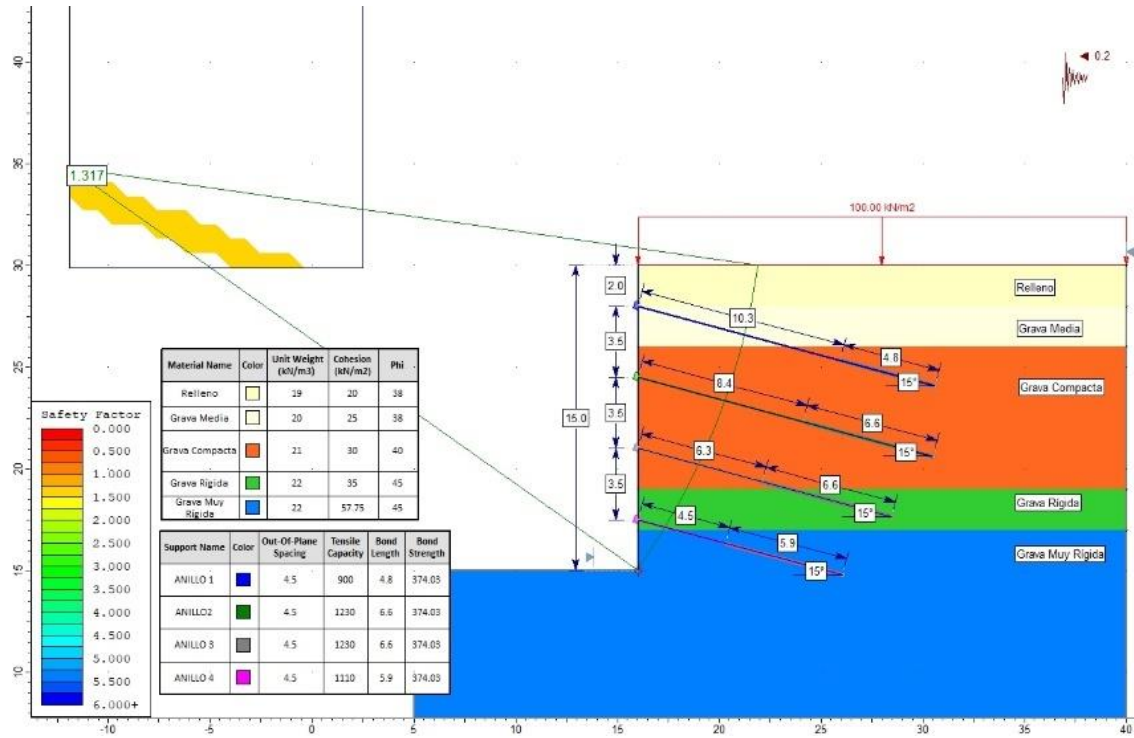 40
35
30
25
20
15
10
0.2
1.317
100.00 kN/m2
2.0
3.5
3.5
3.5
15.0
10.3
4.8
15°
8.4
6.6
15°
6.3
6.6
15°
4.5
5.9
15°
Relleno
Grava Media
Grava Compacta
Grava Rígida
Grava Muy Rígida
Material Name Color Unit Weight (kN/m3) Cohesion (kN/m2) Phi
Relleno 19 20 38
Grava Media 20 25 38
Grava Compacta 21 30 40
Grava Rígida 22 35 45
Grava Muy Rígida 22 57.75 45
Support Name Color Out-Of-Plane Spacing Tensile Capacity Bond Length Bond Strength
ANILLO 1 4.5 900 4.8 374.03
ANILLO2 4.5 1230 6.6 374.03
ANILLO 3 4.5 1230 6.6 374.03
ANILLO 4 4.5 1110 5.9 374.03
Safety Factor
0.000
0.500
1.000
1.500
2.000
2.500
3.000
3.500
4.000
4.500
5.000
5.500
6.000+
-10 -5 0 5 10 15 20 25 30 35 40